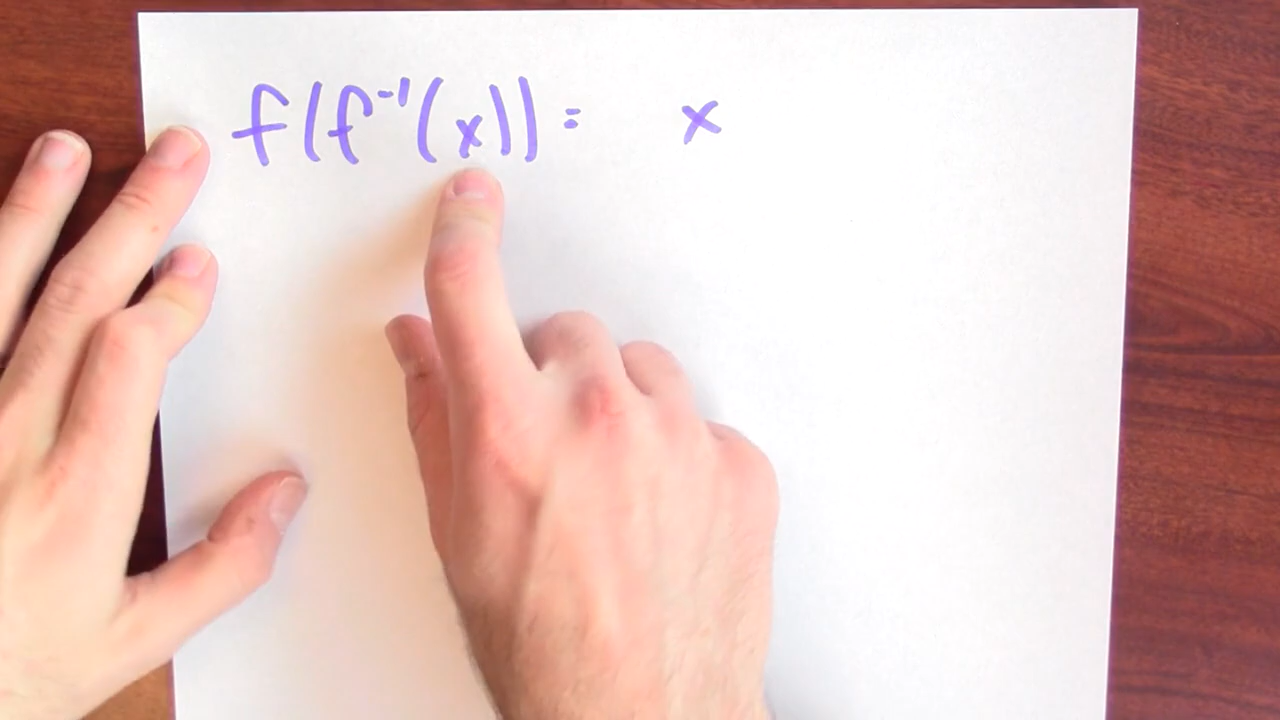 f(f⁻¹(x)) = x